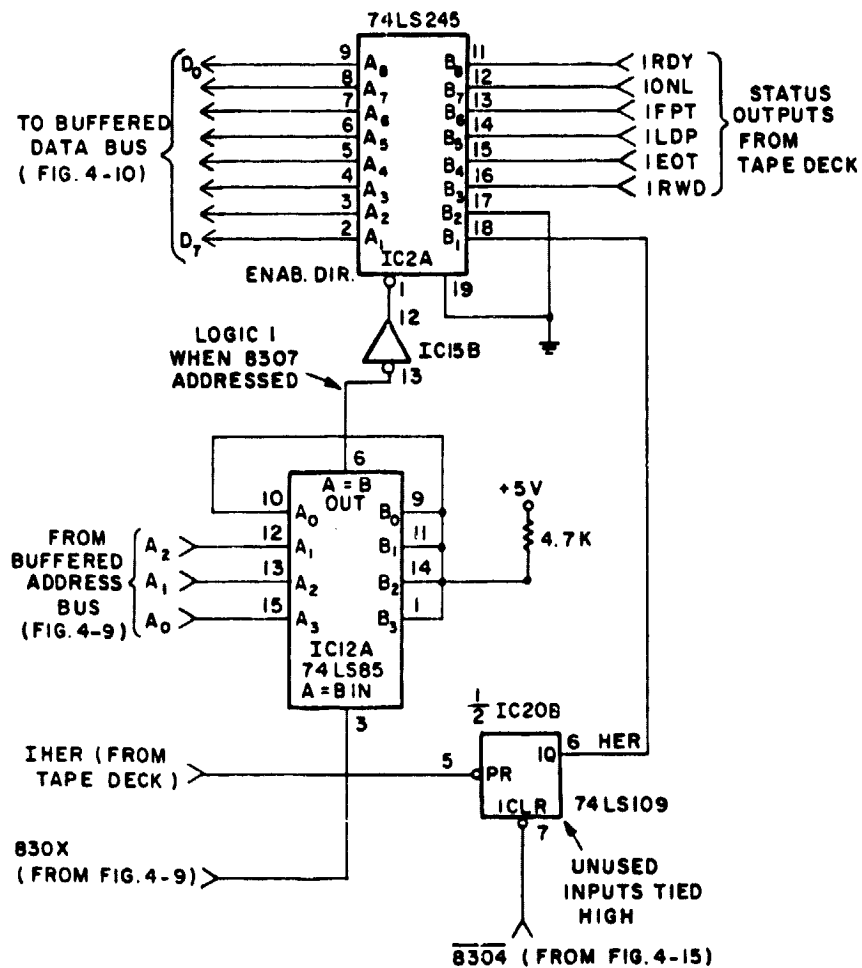 74LS245
9 A8 B8 11
8 A7 B7 12
7 A6 B6 13
6 A5 B5 14
5 A4 B4 15
4 A3 B3 16
3 A2 B2 17
2 A1 B1 18
D0
D7
TO BUFFERED
DATA BUS
(FIG. 4-10)
IRDY
IONL
IFPT
ILDP
IEOT
IRWD
STATUS
OUTPUTS
FROM
TAPE DECK
IC2A
ENAB. DIR.
1
19
12
IC15B
13
LOGIC 1
WHEN 8307
ADDRESSED
6
A = B
OUT
10 A0 B0 9
12 A1 B1 11
13 A2 B2 14
15 A3 B3 1
FROM
BUFFERED
ADDRESS
BUS
(FIG. 4-9)
A2
A1
A0
+5V
4.7K
IC12A
74LS85
A = B IN
3
1/2 IC20B
IHER (FROM
TAPE DECK)
5
PR
1Q
6 HER
1CLR
7
74LS109
830X
(FROM FIG. 4-9)
UNUSED
INPUTS TIED
HIGH
8304 (FROM FIG. 4-15)